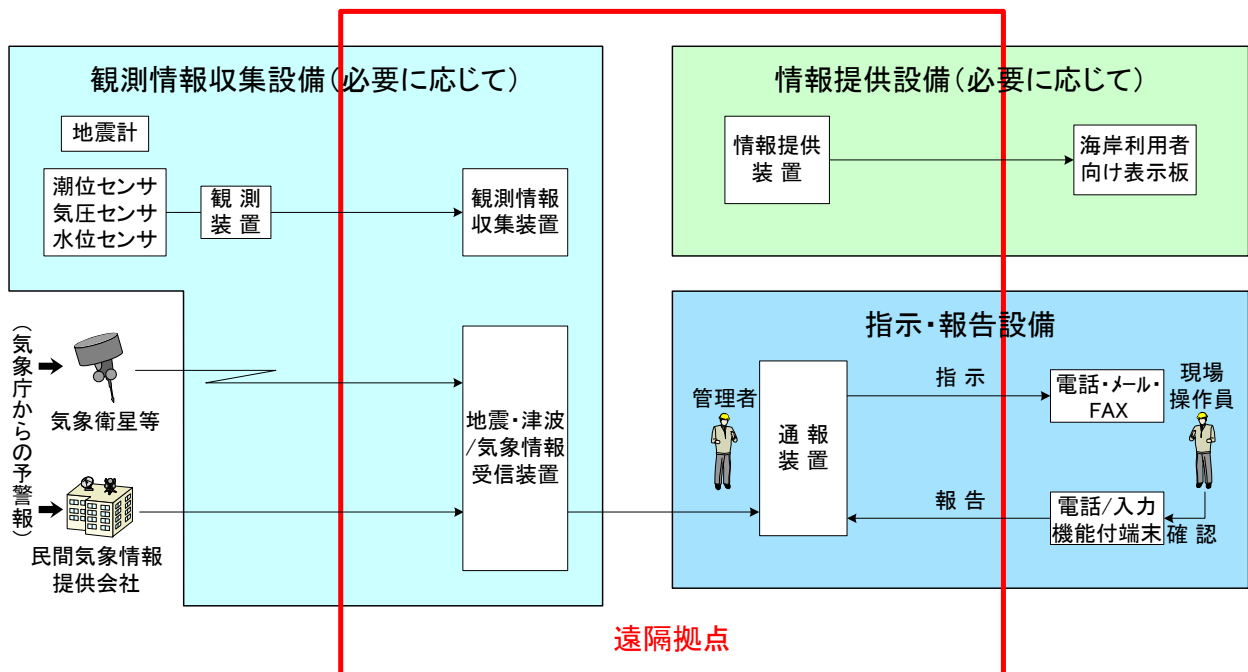 観測情報収集設備(必要に応じて)
地震計
潮位センサ
気圧センサ
水位センサ
観 測
装 置
観測情報
収集装置
(気象庁からの予警報)
気象衛星等
民間気象情報
提供会社
地震・津波
/気象情報
受信装置
情報提供設備(必要に応じて)
情報提供
装 置
海岸利用者
向け表示板
指示・報告設備
管理者
通 報
装 置
指 示
電話・メール・
FAX
現場
操作員
報 告
電話/入力
機能付端末
確 認
遠隔拠点